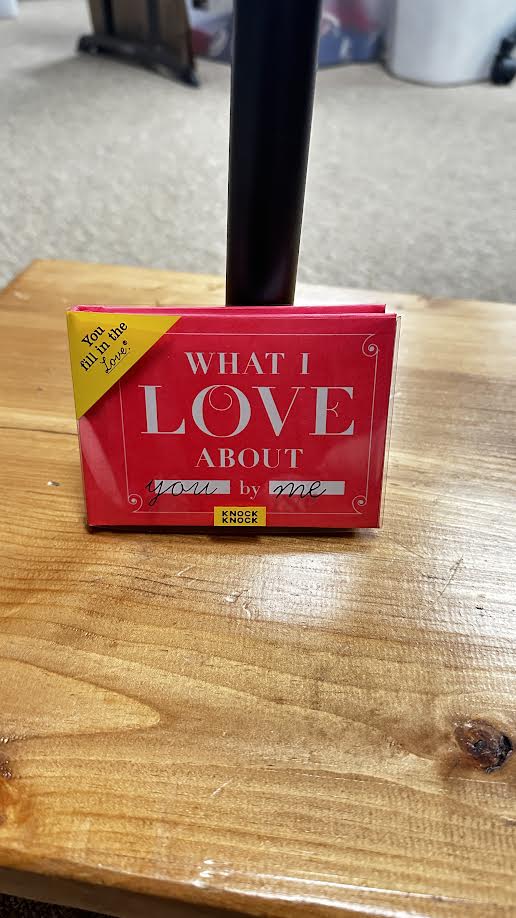 You
fill in the
Love.®
WHAT I
LOVE
ABOUT
you by me
KNOCK
KNOCK